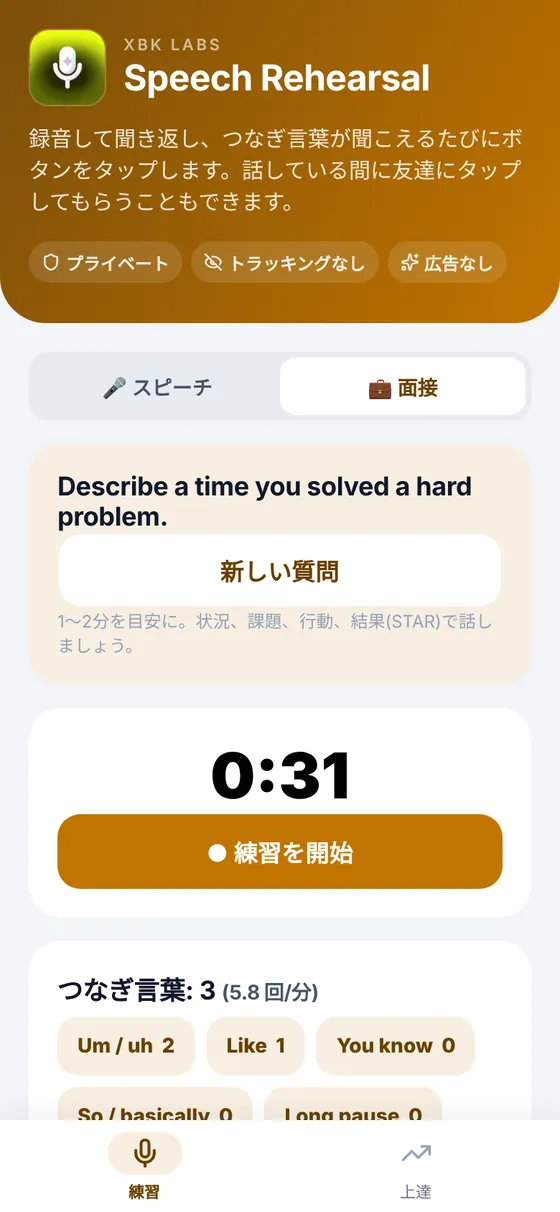 XBK LABS
Speech Rehearsal
録音して聞き返し、つなぎ言葉が聞こえるたびにボ
タンをタップします。話している間に友達にタップ
してもらうこともできます。
プライベート トラッキングなし 広告なし
🎤 スピーチ 💼 面接
Describe a time you solved a hard
problem.
新しい質問
1〜2分を目安に。状況、課題、行動、結果(STAR)で話し
ましょう。
0:31
● 練習を開始
つなぎ言葉: 3 (5.8 回/分)
Um / uh 2 Like 1 You know 0
So / basically 0 Long pause 0
練習 上達